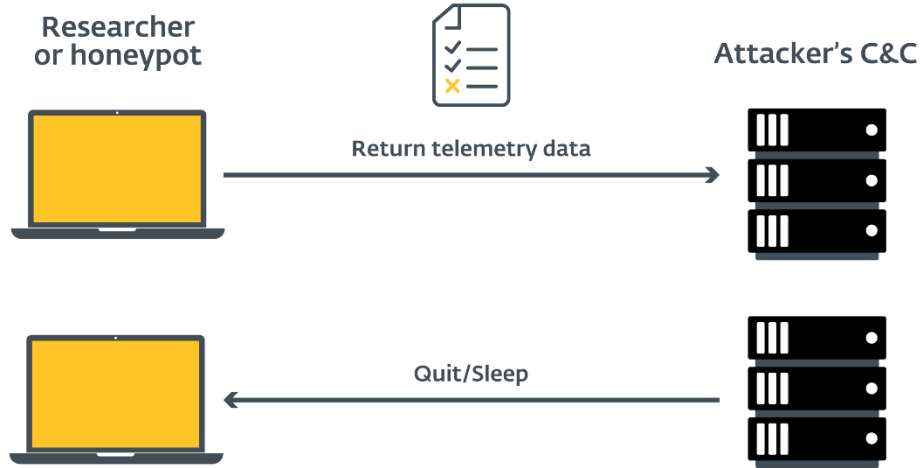 Researcher
or honeypot
Attacker's C&C
Return telemetry data
Quit/Sleep